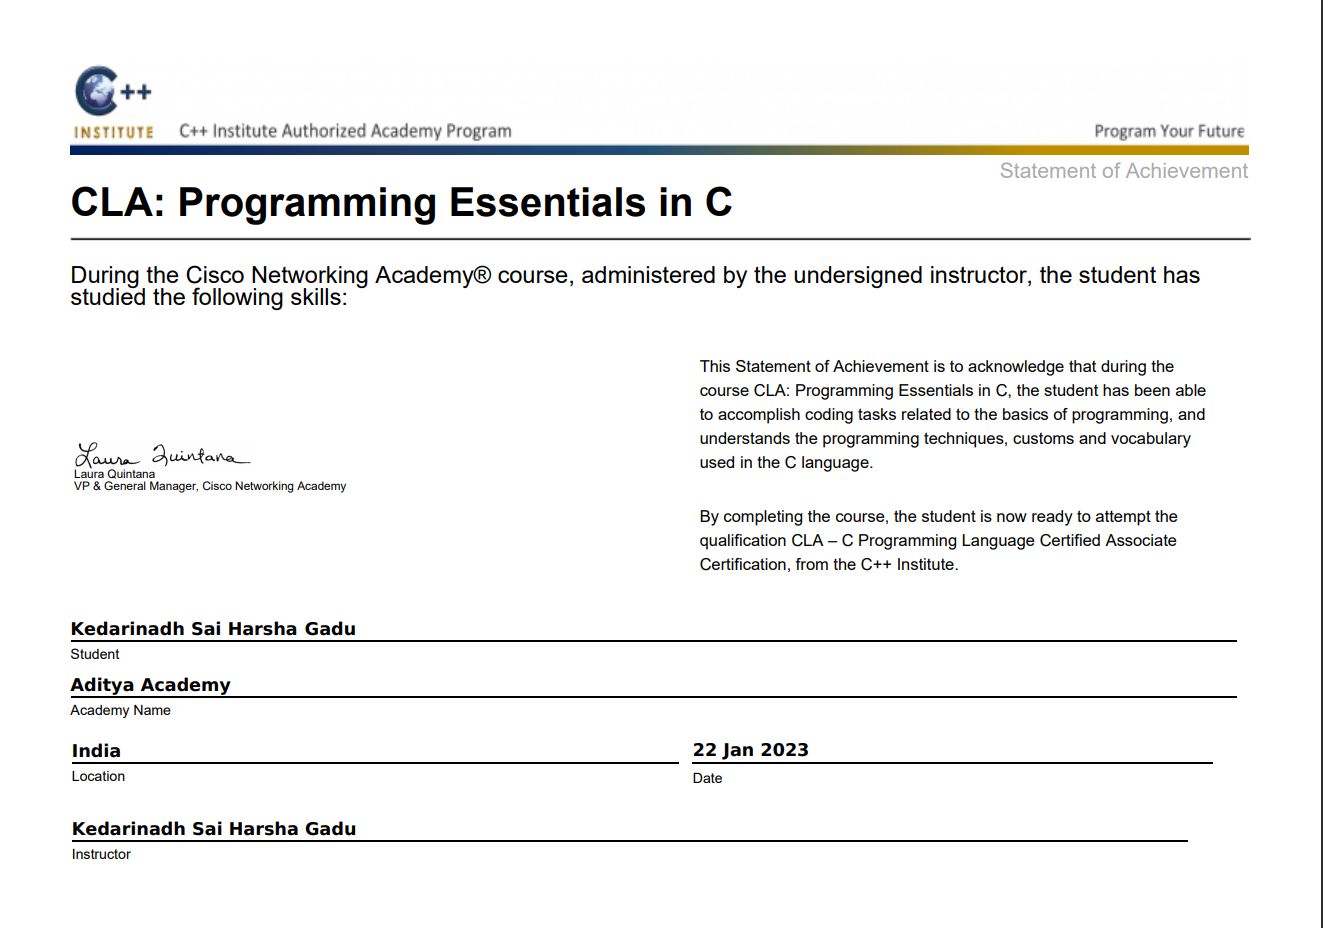 C++
INSTITUTE
C++ Institute Authorized Academy Program
Program Your Future
Statement of Achievement
CLA: Programming Essentials in C
During the Cisco Networking Academy® course, administered by the undersigned instructor, the student has
studied the following skills:
Laura Quintana
Laura Quintana
VP & General Manager, Cisco Networking Academy
This Statement of Achievement is to acknowledge that during the
course CLA: Programming Essentials in C, the student has been able
to accomplish coding tasks related to the basics of programming, and
understands the programming techniques, customs and vocabulary
used in the C language.
By completing the course, the student is now ready to attempt the
qualification CLA – C Programming Language Certified Associate
Certification, from the C++ Institute.
Kedarinadh Sai Harsha Gadu
Student
Aditya Academy
Academy Name
India
Location
22 Jan 2023
Date
Kedarinadh Sai Harsha Gadu
Instructor